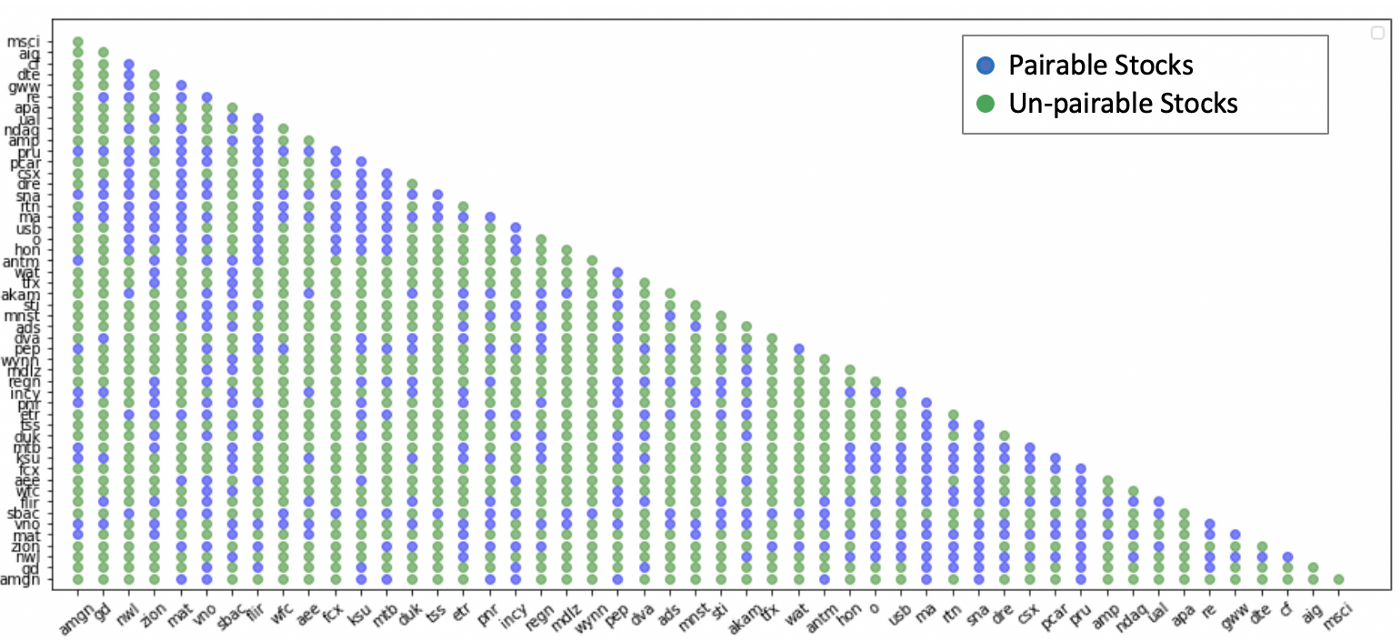 Pairable Stocks
Un-pairable Stocks
msci
aig
cf
dte
gww
re
apa
ual
ndaq
amp
pru
pcar
csx
dre
sna
rtn
ma
usb
o
hon
antm
wat
tfx
akam
sti
mnst
ads
dva
pep
wynn
mdlz
regn
incy
pnr
etr
tss
duk
mtb
ksu
fcx
aee
wfc
flir
sbac
vno
mat
zion
nwl
gd
amgn
amgn gd nwl zion mat vno sbac flir wfc aee fcx ksu mtb duk tss etr pnr incy regn mdlz wynn pep dva ads mnst sti akam tfx wat antm hon o usb ma rtn sna dre csx pcar pru amp ndaq ual apa re gww dte cf aig msci